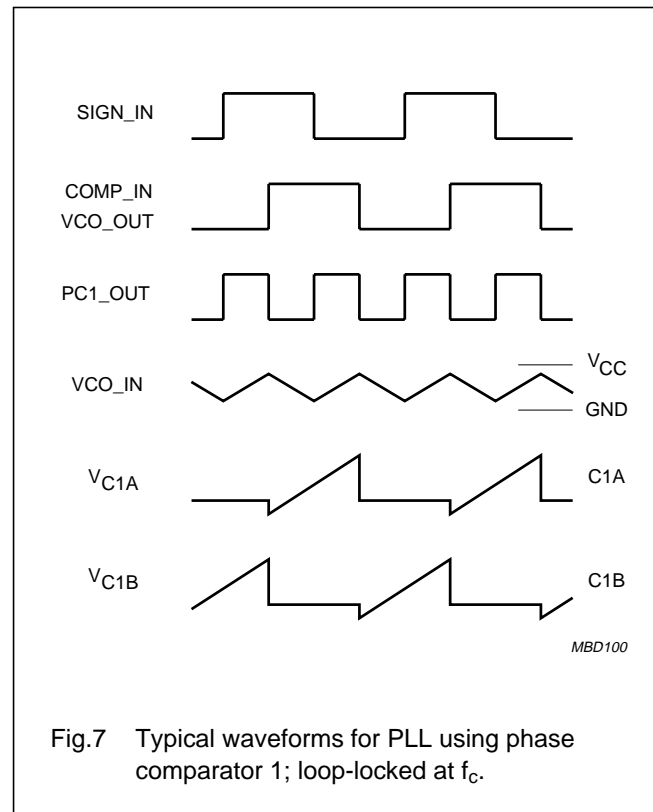 SIGN_IN
COMP_IN
VCO_OUT
PC1_OUT
VCO_IN
VCC
GND
VC1A
C1A
VC1B
C1B
MBD100
Fig.7 Typical waveforms for PLL using phase
comparator 1; loop-locked at fc.